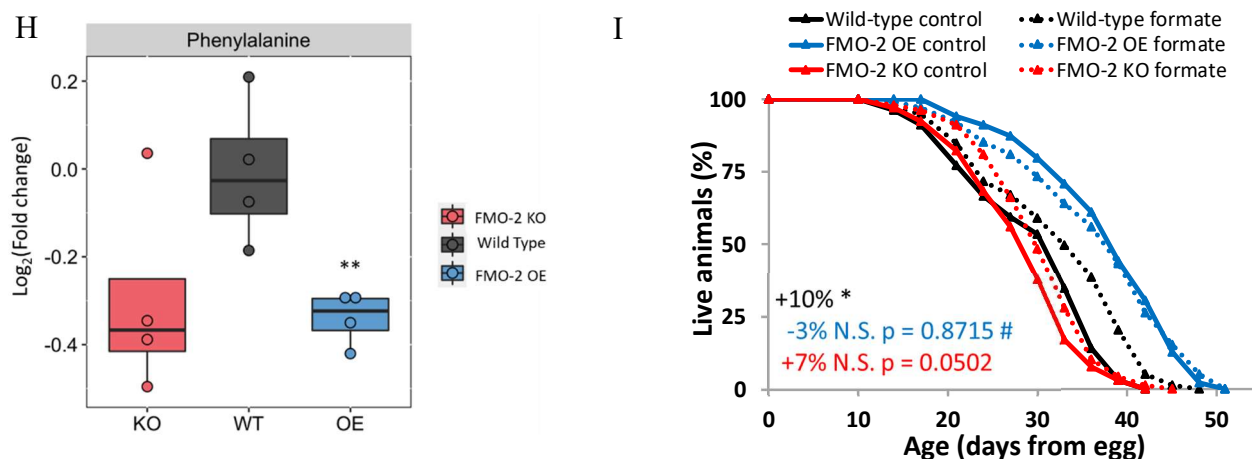 H
Phenylalanine
Log2(Fold change)
0.2
0.0
-0.2
-0.4
**
KO
WT
OE
FMO-2 KO
Wild Type
FMO-2 OE
I
Wild-type control
Wild-type formate
FMO-2 OE control
FMO-2 OE formate
FMO-2 KO control
FMO-2 KO formate
Live animals (%)
100
75
50
25
0
+10% *
-3% N.S. p = 0.8715 #
+7% N.S. p = 0.0502
0 10 20 30 40 50
Age (days from egg)